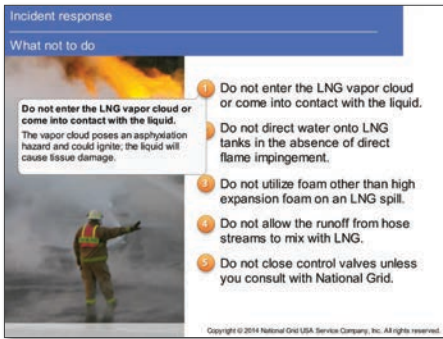 Incident response
What not to do
Do not enter the LNG vapor cloud or
come into contact with the liquid.
The vapor cloud poses an asphyxiation
hazard and could ignite; the liquid will
cause tissue damage.
1 Do not enter the LNG vapor cloud
or come into contact with the liquid.
Do not direct water onto LNG
tanks in the absence of direct
flame impingement.
3 Do not utilize foam other than high
expansion foam on an LNG spill.
4 Do not allow the runoff from hose
streams to mix with LNG.
5 Do not close control valves unless
you consult with National Grid.
Copyright © 2014 National Grid USA Service Company, Inc. All rights reserved.